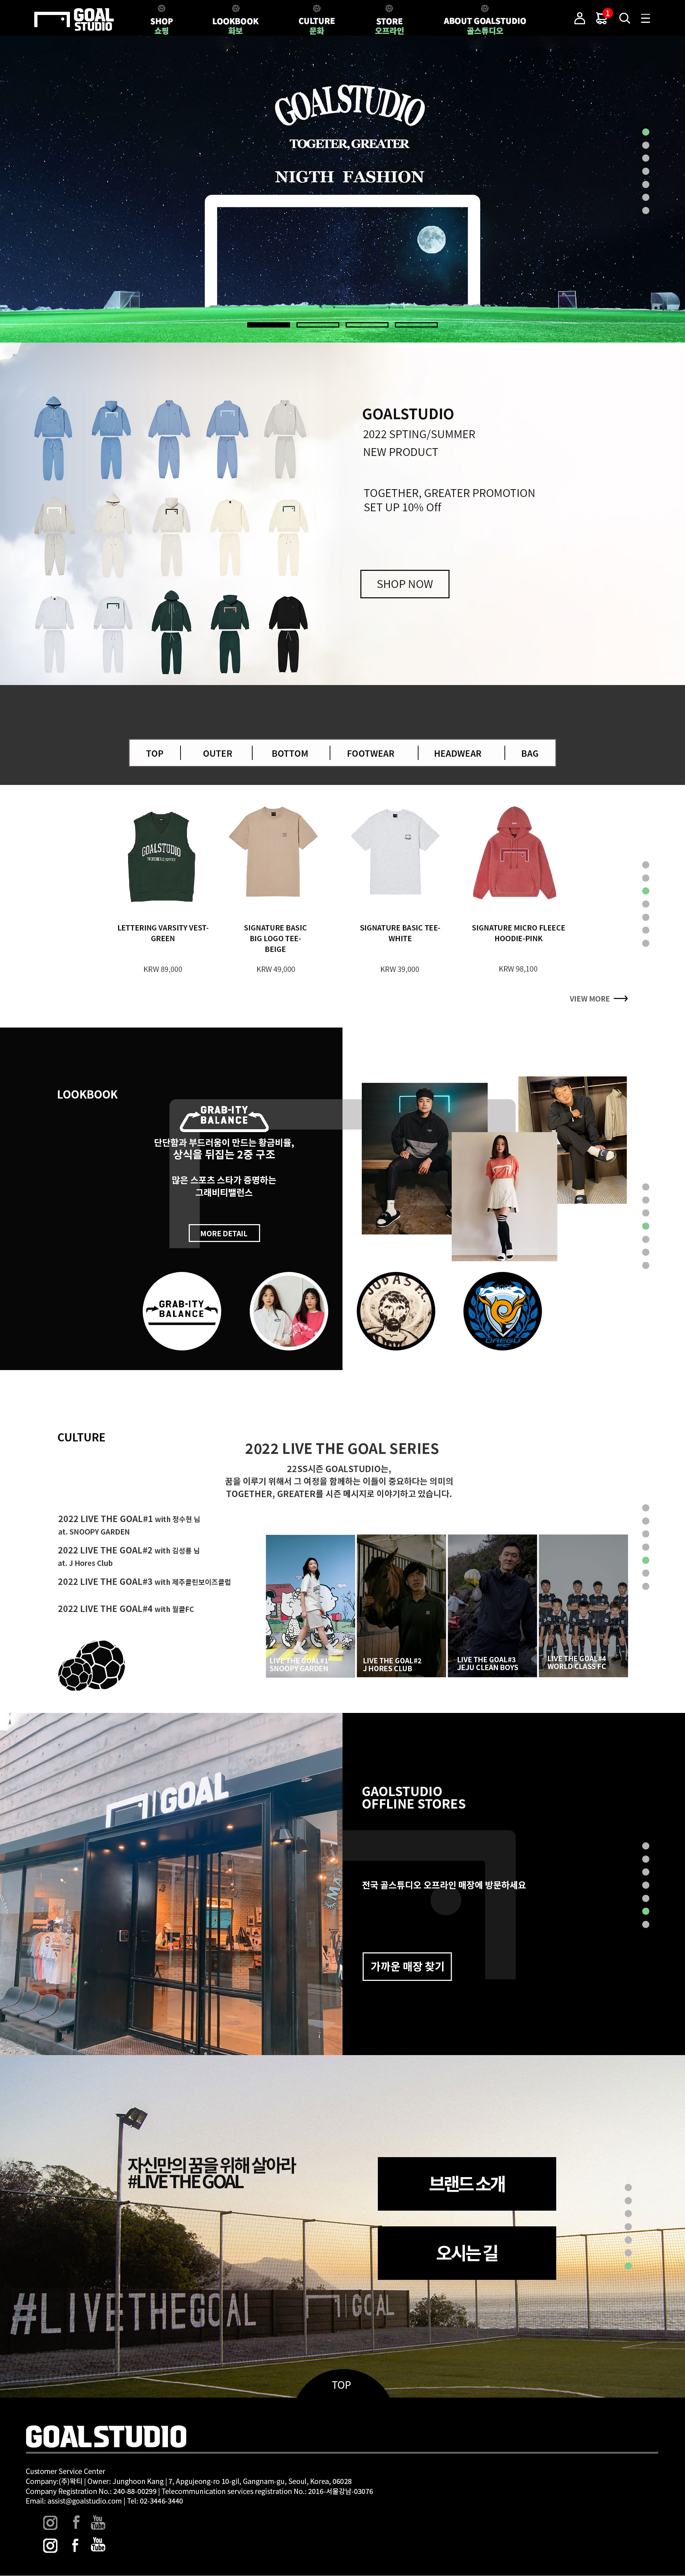 GOAL
STUDIO
SHOP
쇼핑
LOOKBOOK
화보
CULTURE
문화
STORE
오프라인
ABOUT GOALSTUDIO
골스튜디오
1
GOALSTUDIO
TOGETER, GREATER
NIGTH FASHION
GOALSTUDIO
2022 SPTING/SUMMER
NEW PRODUCT
TOGETHER, GREATER PROMOTION
SET UP 10% Off
SHOP NOW
TOP
OUTER
BOTTOM
FOOTWEAR
HEADWEAR
BAG
GOALSTUDIO
LETTERING VARSITY VEST-
GREEN
KRW 89,000
SIGNATURE BASIC
BIG LOGO TEE-
BEIGE
KRW 49,000
SIGNATURE BASIC TEE-
WHITE
KRW 39,000
SIGNATURE MICRO FLEECE
HOODIE-PINK
KRW 98,100
VIEW MORE
LOOKBOOK
GRAB-ITY
BALANCE
단단함과 부드러움이 만드는 황금비율,
상식을 뒤집는 2중 구조
많은 스포츠 스타가 증명하는
그래비티밸런스
MORE DETAIL
GRAB-ITY
BALANCE
JUDAS
DAEGU
CULTURE
2022 LIVE THE GOAL SERIES
22SS시즌 GOALSTUDIO는,
꿈을 이루기 위해서 그 여정을 함께하는 이들이 중요하다는 의미의
TOGETHER, GREATER를 시즌 메시지로 이야기하고 있습니다.
2022 LIVE THE GOAL#1 with 정수현 님
at. SNOOPY GARDEN
2022 LIVE THE GOAL#2 with 김성률 님
at. J Hores Club
2022 LIVE THE GOAL#3 with 제주클린보이즈클럽
2022 LIVE THE GOAL#4 with 월클FC
LIVE THE GOAL#1
SNOOPY GARDEN
LIVE THE GOAL#2
J HORES CLUB
LIVE THE GOAL#3
JEJU CLEAN BOYS
LIVE THE GOAL#4
WORLD CLASS FC
GOAL
GAOLSTUDIO
OFFLINE STORES
전국 골스튜디오 오프라인 매장에 방문하세요
가까운 매장 찾기
자신만의 꿈을 위해 살아라
#LIVE THE GOAL
브랜드 소개
오시는 길
#LIVETHEGOAL
GOAL
TOP
GOALSTUDIO
Customer Service Center
Company:(주)왁티 | Owner: Junghoon Kang | 7, Apgujeong-ro 10-gil, Gangnam-gu, Seoul, Korea, 06028
Company Registration No.: 240-88-00299 | Telecommunication services registration No.: 2016-서울강남-03076
Email: assist@goalstudio.com | Tel: 02-3446-3440
You
Tube
You
Tube